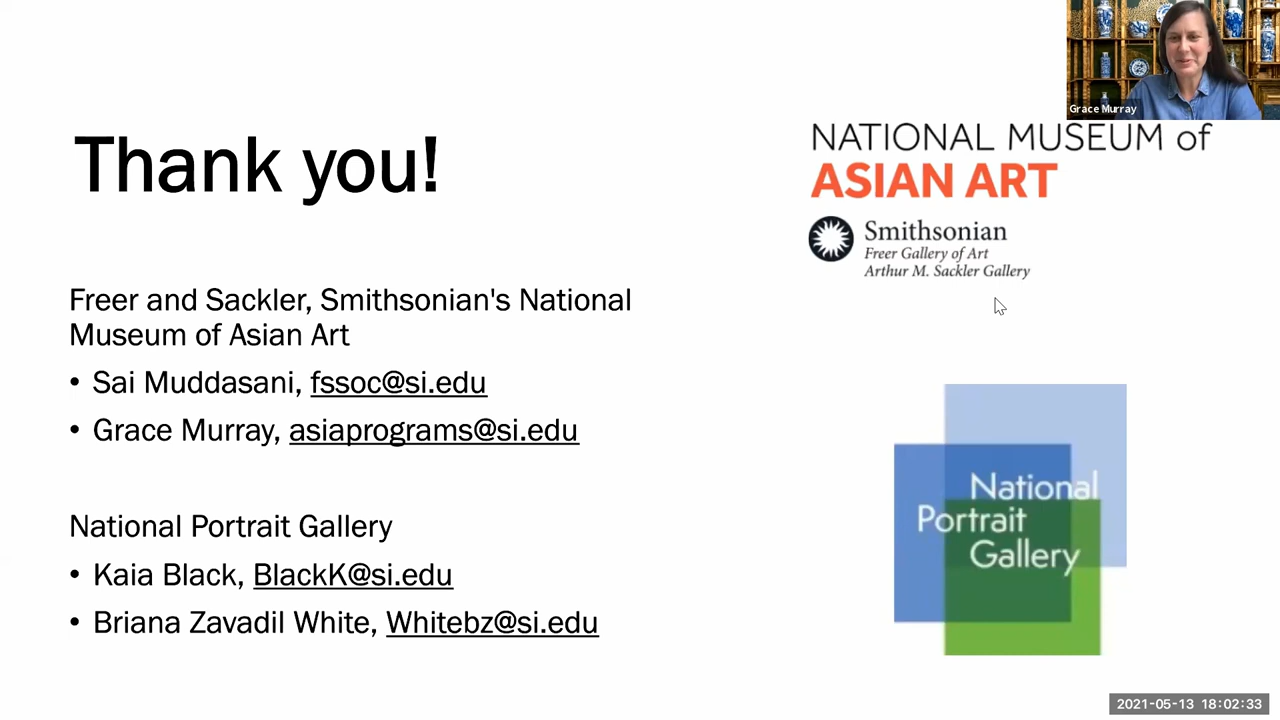 Grace Murray
Thank you!
NATIONAL MUSEUM of
ASIAN ART
Smithsonian
Freer Gallery of Art
Arthur M. Sackler Gallery
Freer and Sackler, Smithsonian's National
Museum of Asian Art
• Sai Muddasani, fssoc@si.edu
• Grace Murray, asiaprograms@si.edu
National Portrait Gallery
• Kaia Black, BlackK@si.edu
• Briana Zavadil White, Whitebz@si.edu
National
Portrait
Gallery
2021-05-13 18:02:33